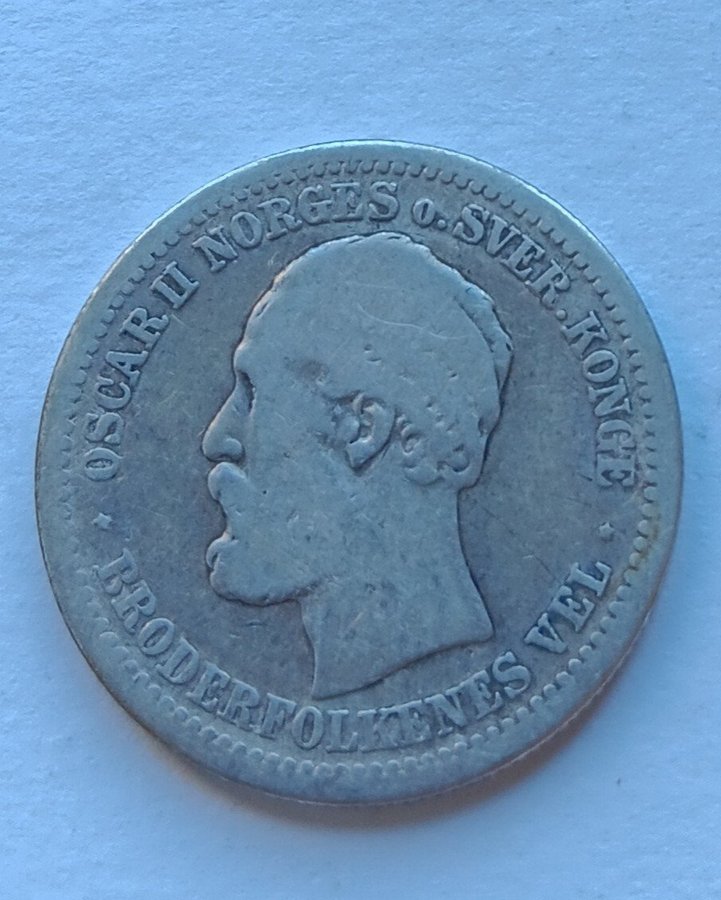 OSCAR II NORGES o. SVER. KONGE
BRODERFOLKENES VEL